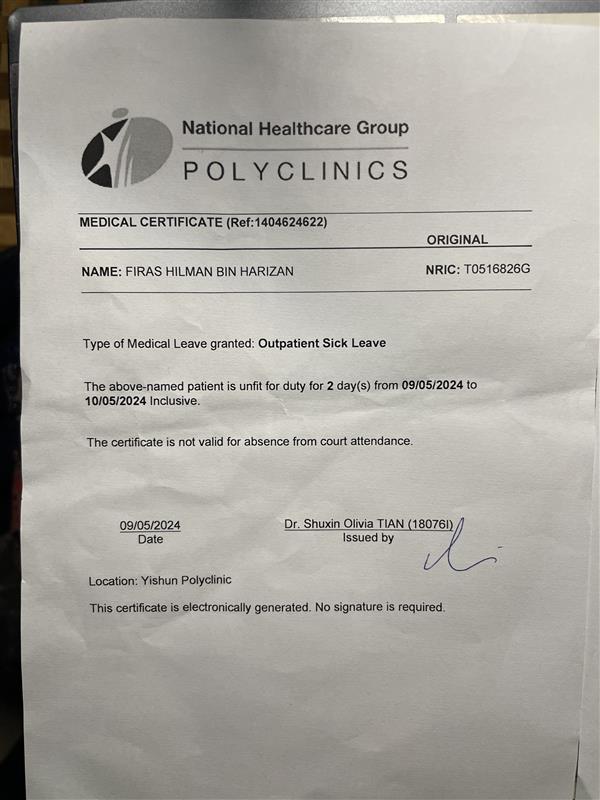 National Healthcare Group
POLYCLINICS
MEDICAL CERTIFICATE (Ref:1404624622)
ORIGINAL
NAME: FIRAS HILMAN BIN HARIZAN NRIC: T0516826G
Type of Medical Leave granted: Outpatient Sick Leave
The above-named patient is unfit for duty for 2 day(s) from 09/05/2024 to
10/05/2024 Inclusive.
The certificate is not valid for absence from court attendance.
09/05/2024 Dr. Shuxin Olivia TIAN (18076I)
Date Issued by
Location: Yishun Polyclinic
This certificate is electronically generated. No signature is required.